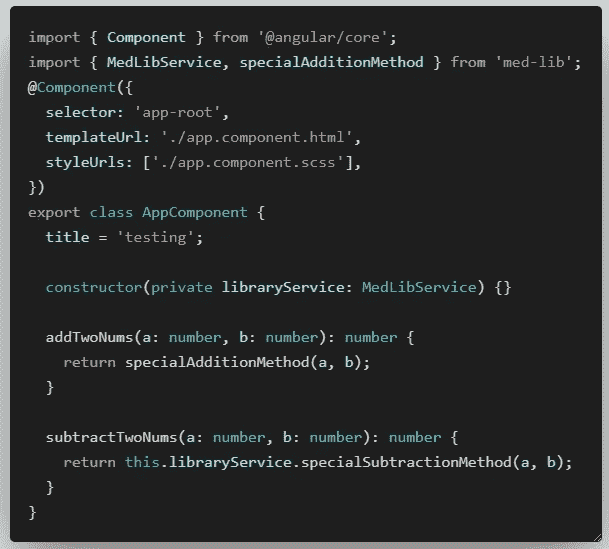 import { Component } from '@angular/core';
import { MedLibService, specialAdditionMethod } from 'med-lib';
@Component({
  selector: 'app-root',
  templateUrl: './app.component.html',
  styleUrls: ['./app.component.scss'],
})
export class AppComponent {
  title = 'testing';

  constructor(private libraryService: MedLibService) {}

  addTwoNums(a: number, b: number): number {
    return specialAdditionMethod(a, b);
  }

  subtractTwoNums(a: number, b: number): number {
    return this.libraryService.specialSubtractionMethod(a, b);
  }
}